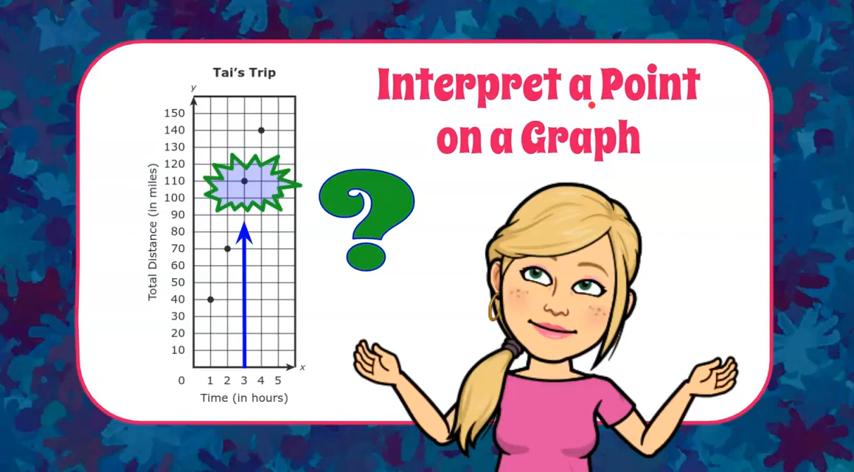 Tai's Trip
Interpret a Point
on a Graph
y
150
140
130
120
110
100
90
80
70
60
50
40
30
20
10
0 1 2 3 4 5
x
Total Distance (in miles)
Time (in hours)
?